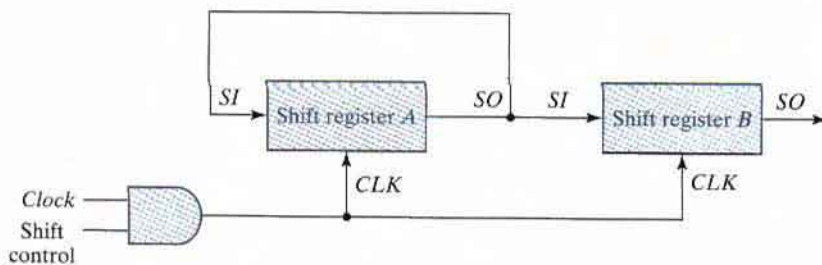 SI
Shift register A
SO
SI
Shift register B
SO
CLK
CLK
Clock
Shift
control